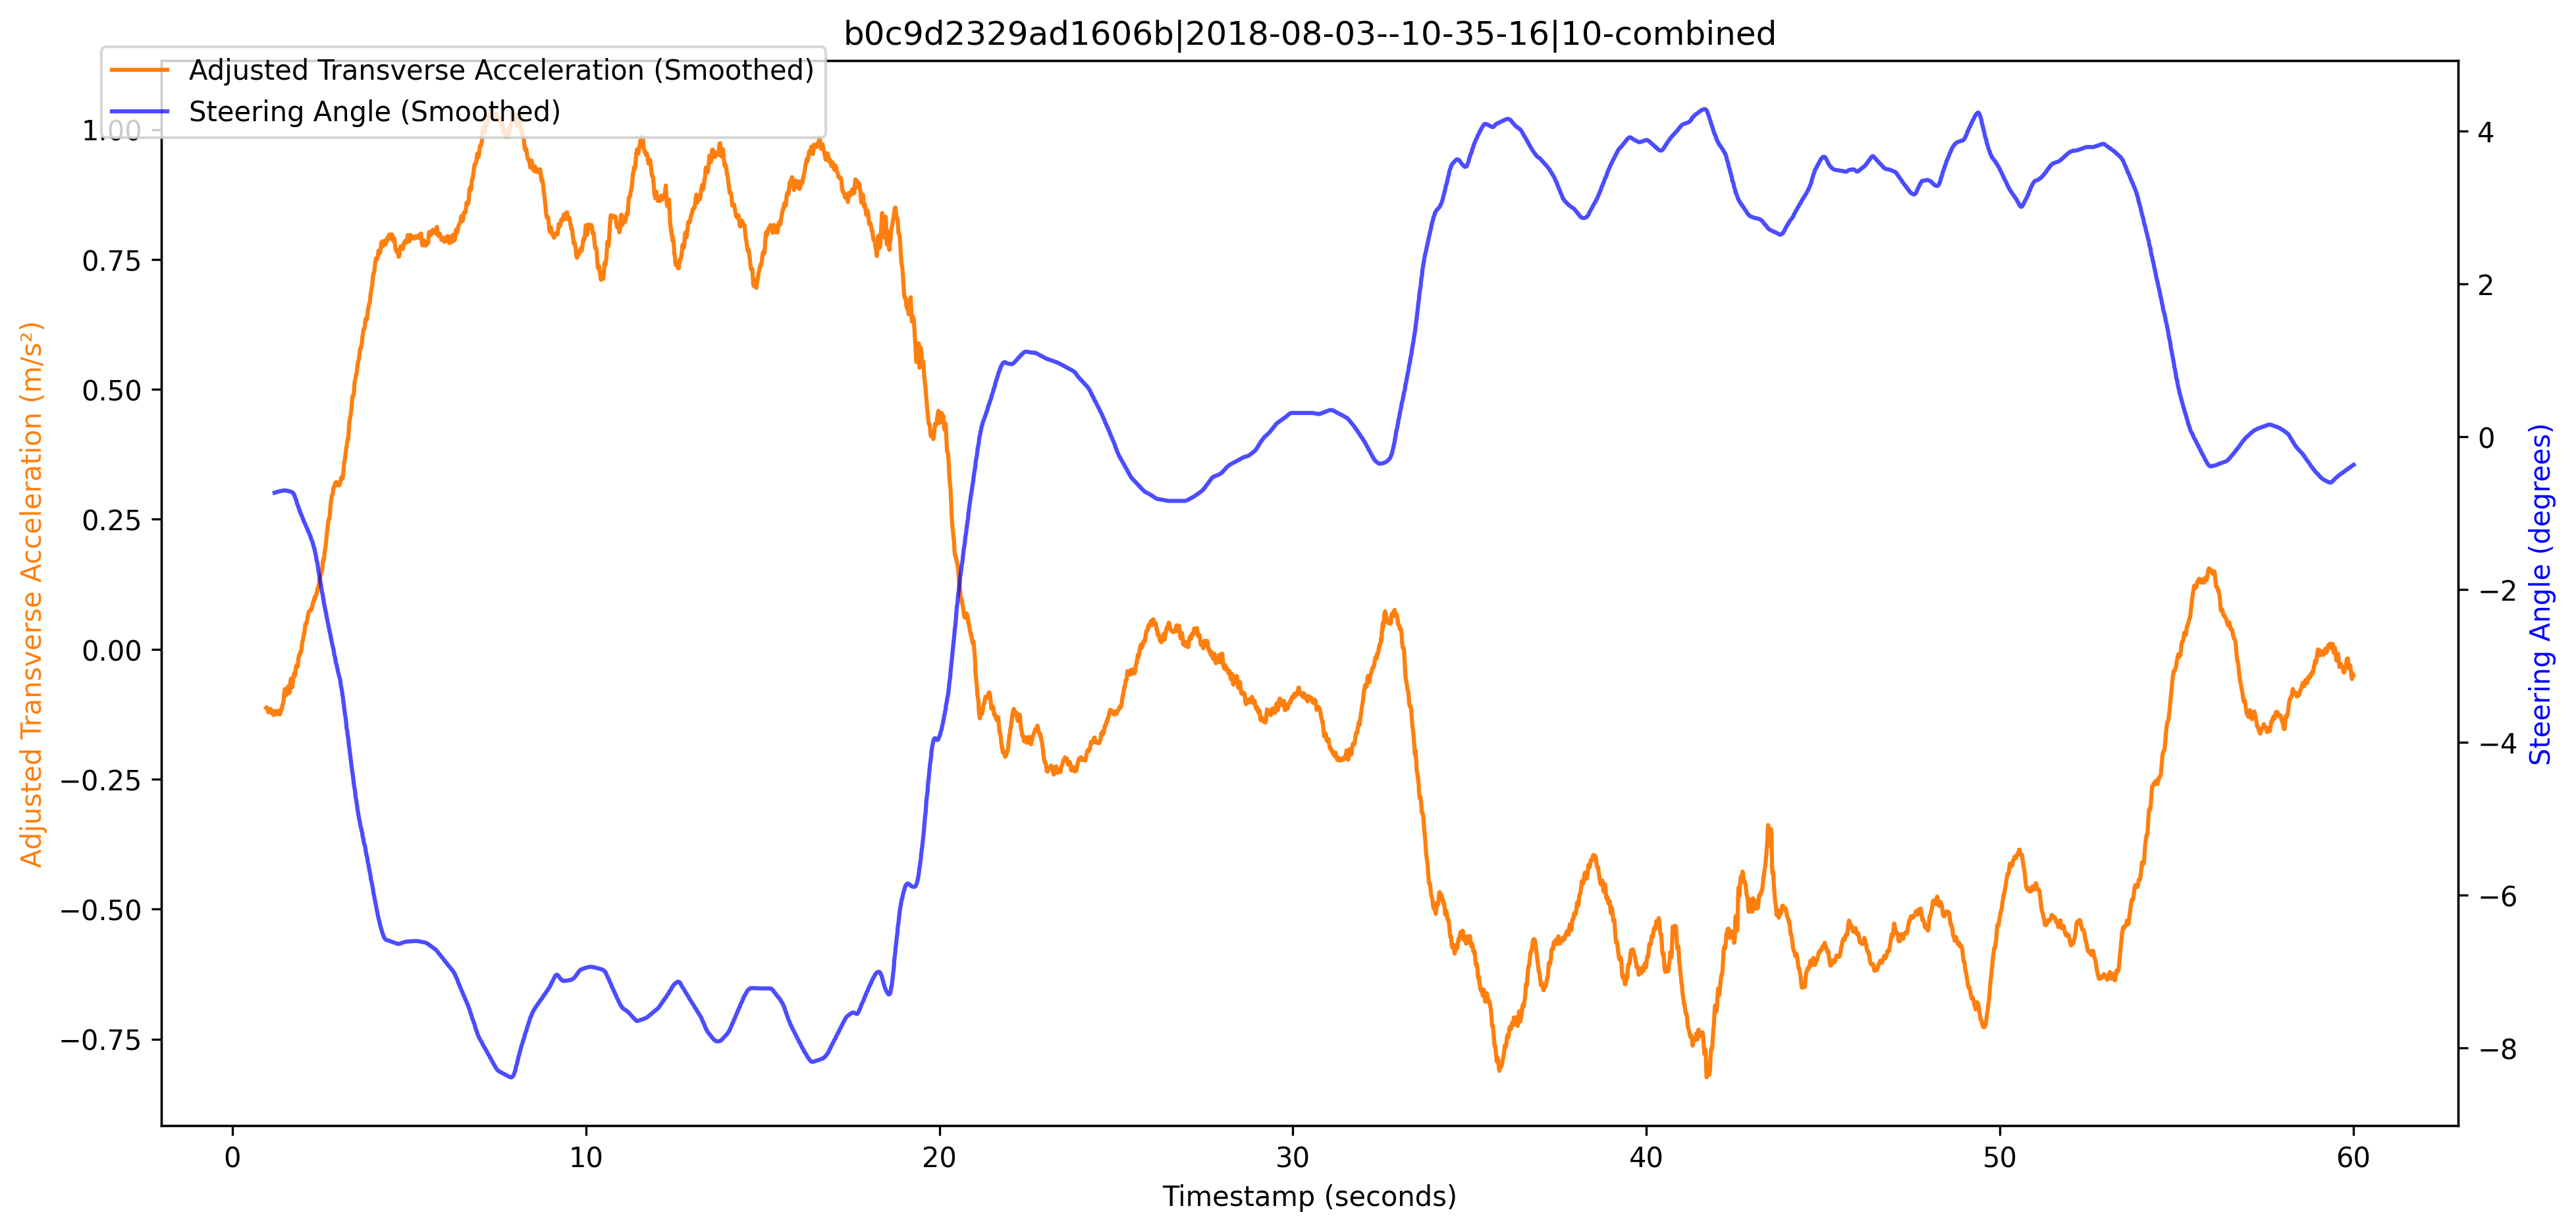 b0c9d2329ad1606b|2018-08-03--10-35-16|10-combined
Adjusted Transverse Acceleration (Smoothed)
Steering Angle (Smoothed)
1.00
0.75
0.50
0.25
0.00
−0.25
−0.50
−0.75
Adjusted Transverse Acceleration (m/s²)
4
2
0
−2
−4
−6
−8
Steering Angle (degrees)
0 10 20 30 40 50 60
Timestamp (seconds)